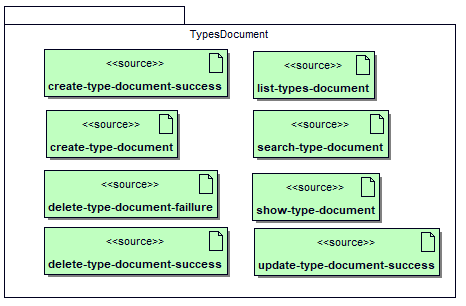 TypesDocument
<<source>>
create-type-document-success
<<source>>
list-types-document
<<source>>
create-type-document
<<source>>
search-type-document
<<source>>
delete-type-document-faillure
<<source>>
show-type-document
<<source>>
delete-type-document-success
<<source>>
update-type-document-success